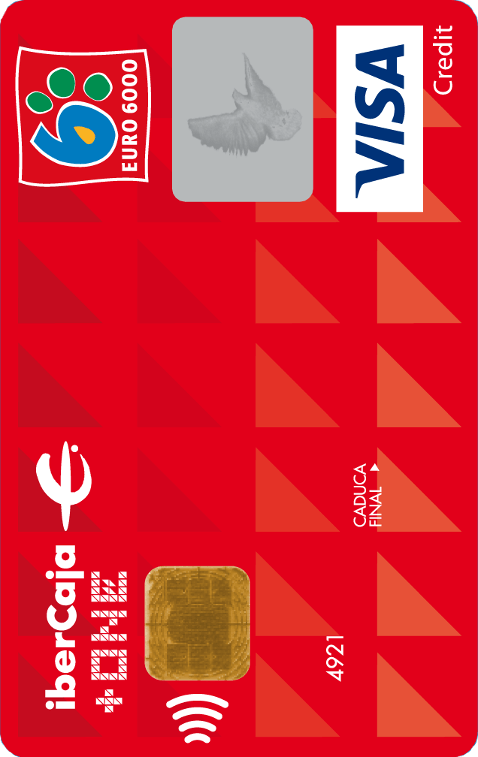 iberCaja
+ONE
EURO 6000
4921
CADUCA
FINAL
VISA
Credit